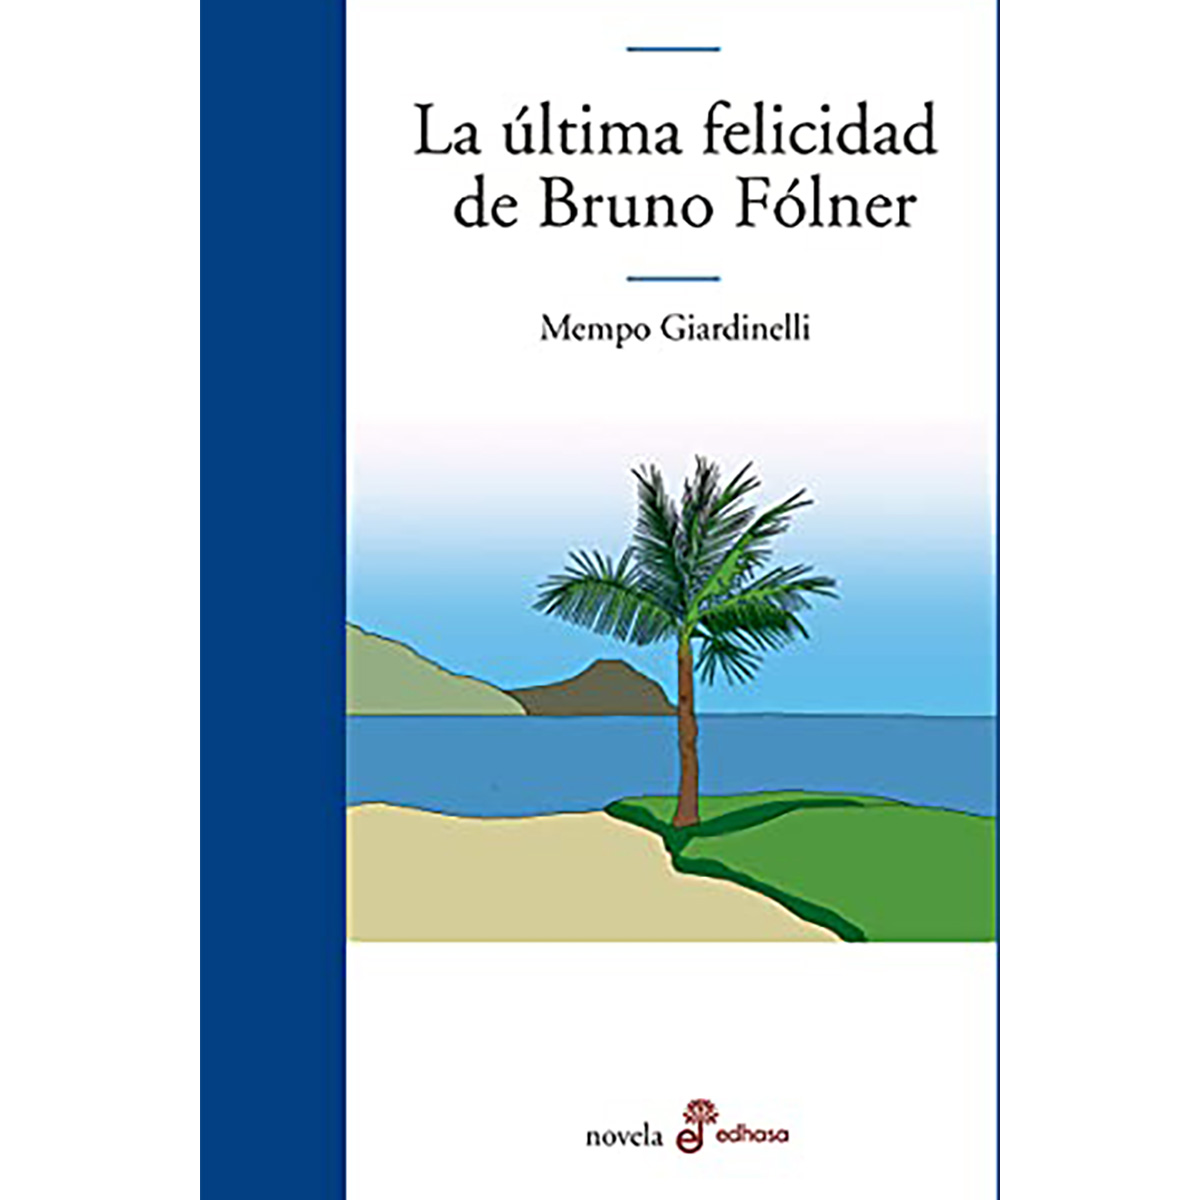 La última felicidad
de Bruno Fólner
Mempo Giardinelli
novela edhasa